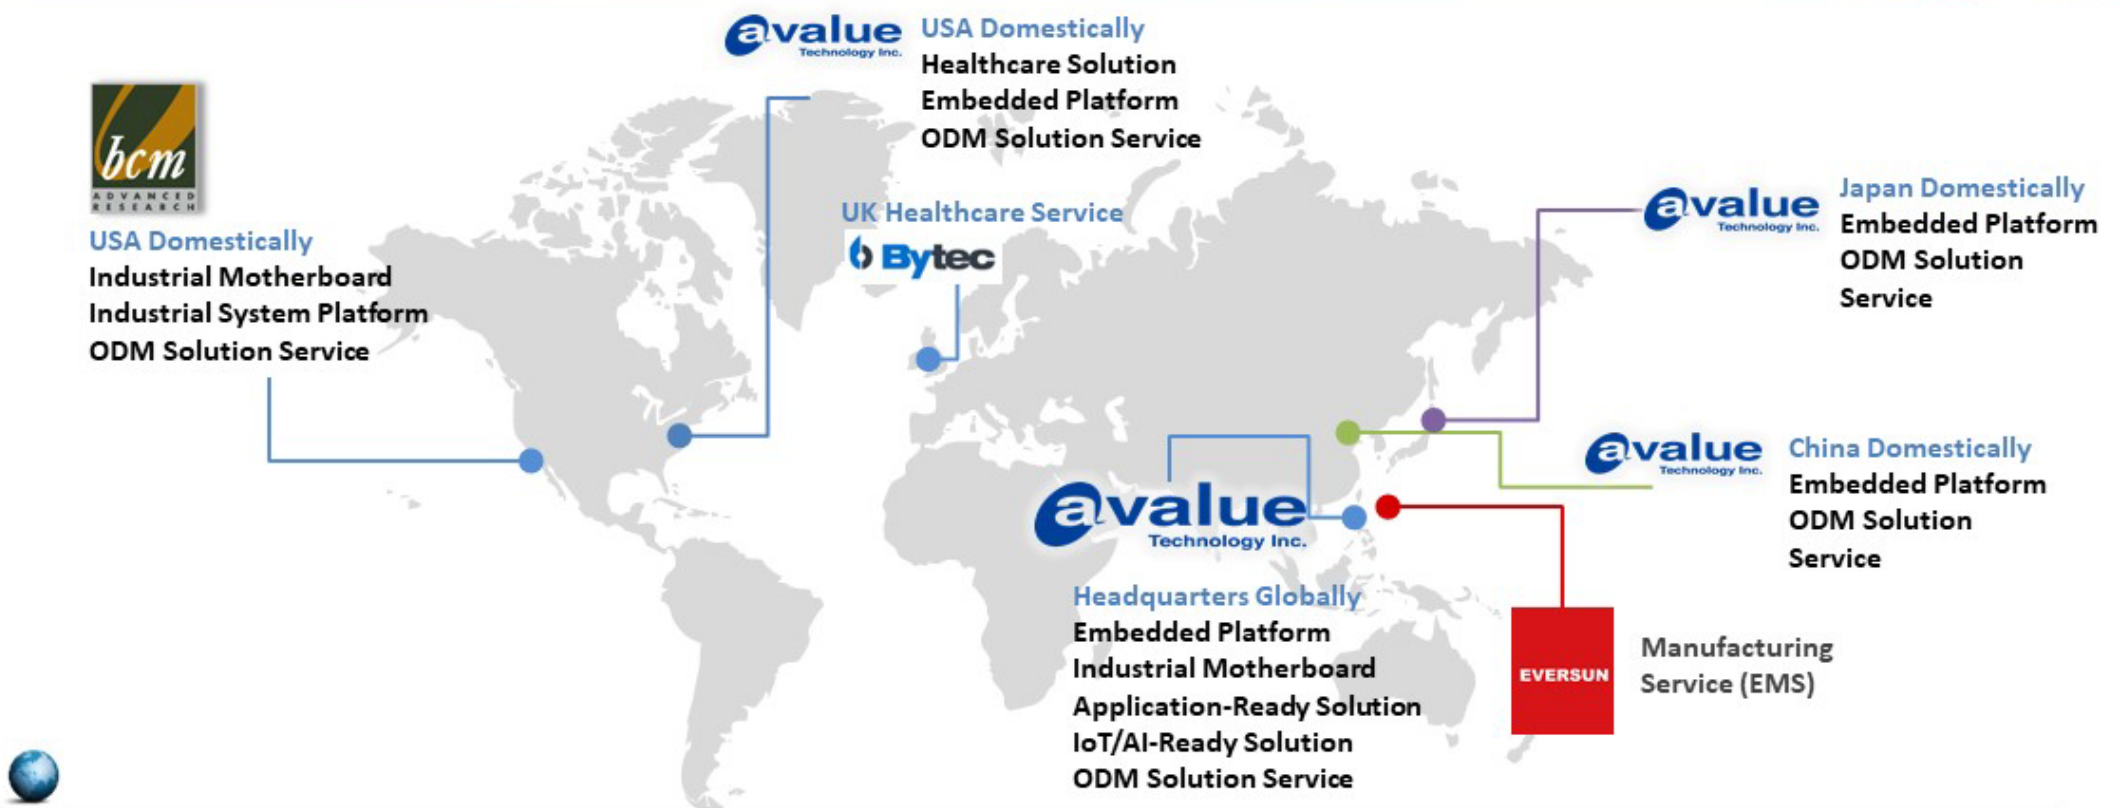 avalue
Technology Inc.
USA Domestically
Healthcare Solution
Embedded Platform
ODM Solution Service
bcm
ADVANCED
RESEARCH
USA Domestically
Industrial Motherboard
Industrial System Platform
ODM Solution Service
UK Healthcare Service
Bytec
avalue
Technology Inc.
Japan Domestically
Embedded Platform
ODM Solution
Service
avalue
Technology Inc.
China Domestically
Embedded Platform
ODM Solution
Service
avalue
Technology Inc.
Headquarters Globally
Embedded Platform
Industrial Motherboard
Application-Ready Solution
IoT/AI-Ready Solution
ODM Solution Service
EVERSUN
Manufacturing
Service (EMS)